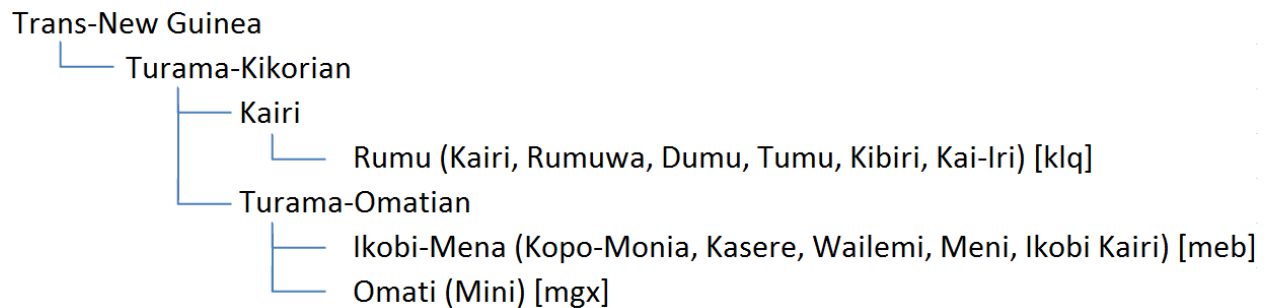 Trans-New Guinea
Turama-Kikorian
Kairi
Rumu (Kairi, Rumuwa, Dumu, Tumu, Kibiri, Kai-Iri) [klq]
Turama-Omatian
Ikobi-Mena (Kopo-Monia, Kasere, Wailemi, Meni, Ikobi Kairi) [meb]
Omati (Mini) [mgx]